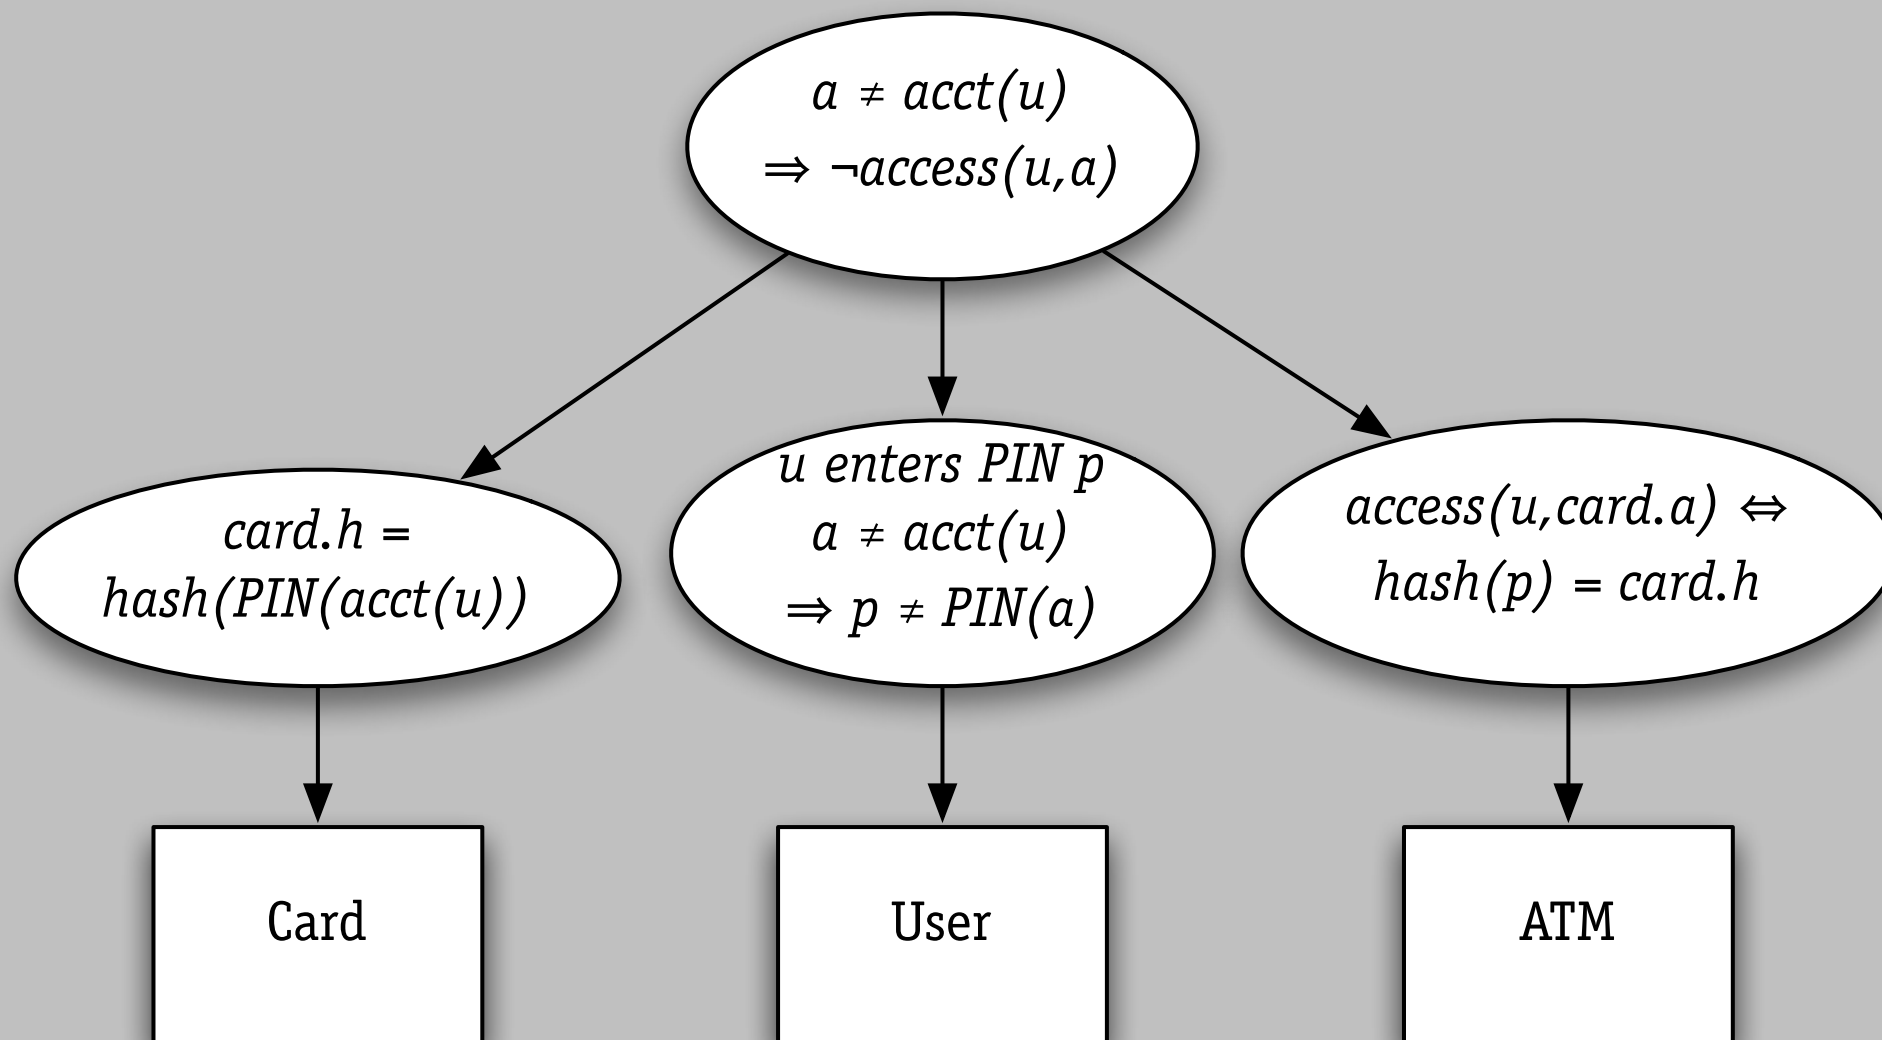 a ≠ acct(u)
⇒ ¬access(u,a)
card.h =
hash(PIN(acct(u))
u enters PIN p
a ≠ acct(u)
⇒ p ≠ PIN(a)
access(u,card.a) ⇔
hash(p) = card.h
Card
User
ATM